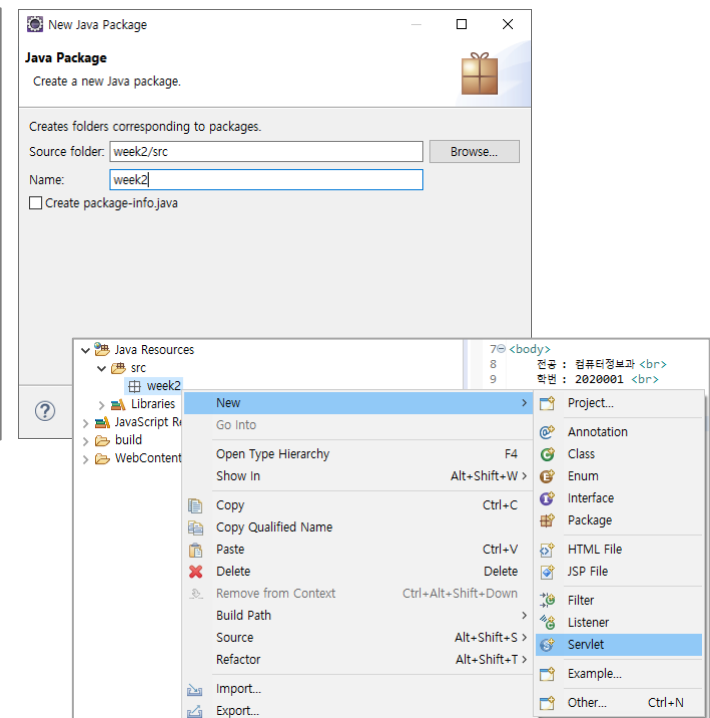 New Java Package
Java Package
Create a new Java package.
Creates folders corresponding to packages.
Source folder: week2/src Browse...
Name: week2
Create package-info.java
Java Resources
src
week2
Libraries
JavaScript Re
build
WebContent
7 <body>
8 전공 : 컴퓨터정보과 <br>
9 학번 : 2020001 <br>
New >
Go Into
Open Type Hierarchy F4
Show In Alt+Shift+W >
Copy Ctrl+C
Copy Qualified Name
Paste Ctrl+V
Delete Delete
Remove from Context Ctrl+Alt+Shift+Down
Build Path >
Source Alt+Shift+S >
Refactor Alt+Shift+T >
Import...
Export...
Project...
Annotation
Class
Enum
Interface
Package
HTML File
JSP File
Filter
Listener
Servlet
Example...
Other... Ctrl+N